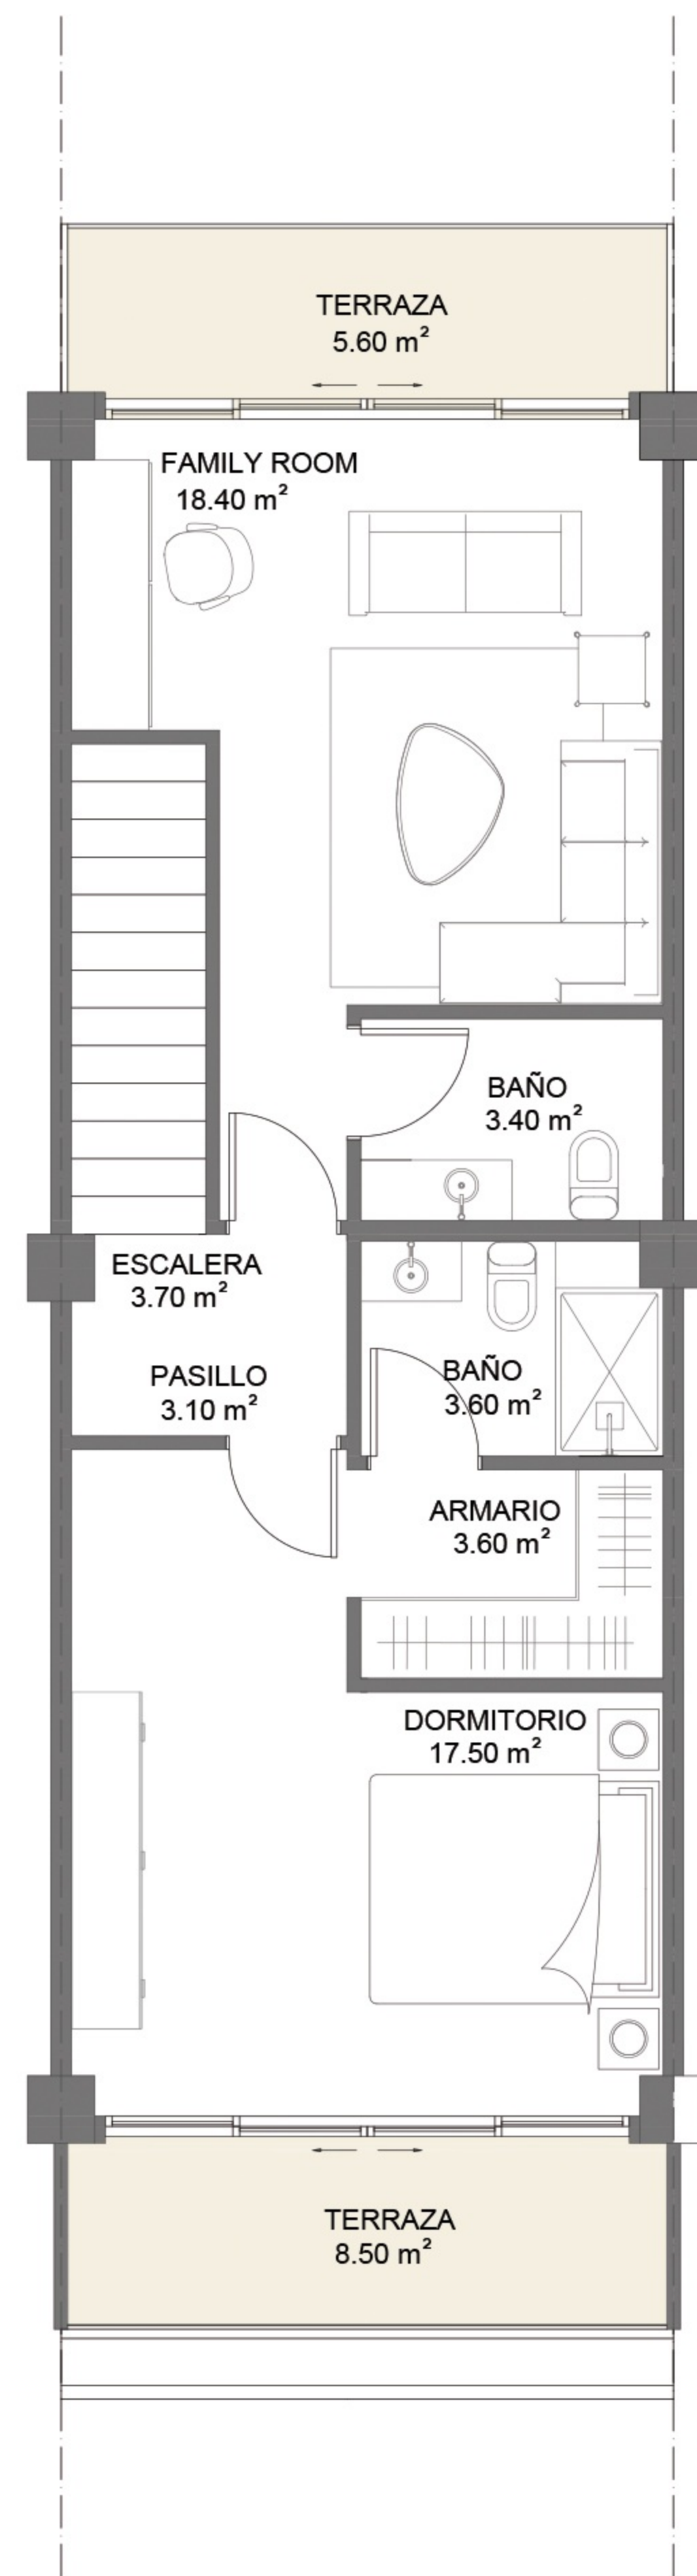 TERRAZA
5.60 m²
FAMILY ROOM
18.40 m²
BAÑO
3.40 m²
ESCALERA
3.70 m²
PASILLO
3.10 m²
BAÑO
3.60 m²
ARMARIO
3.60 m²
DORMITORIO
17.50 m²
TERRAZA
8.50 m²